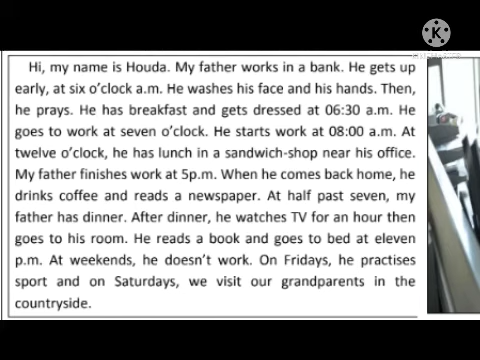 Hi, my name is Houda. My father works in a bank. He gets up
early, at six o'clock a.m. He washes his face and his hands. Then,
he prays. He has breakfast and gets dressed at 06:30 a.m. He
goes to work at seven o'clock. He starts work at 08:00 a.m. At
twelve o'clock, he has lunch in a sandwich-shop near his office.
My father finishes work at 5p.m. When he comes back home, he
drinks coffee and reads a newspaper. At half past seven, my
father has dinner. After dinner, he watches TV for an hour then
goes to his room. He reads a book and goes to bed at eleven
p.m. At weekends, he doesn't work. On Fridays, he practises
sport and on Saturdays, we visit our grandparents in the
countryside.
K